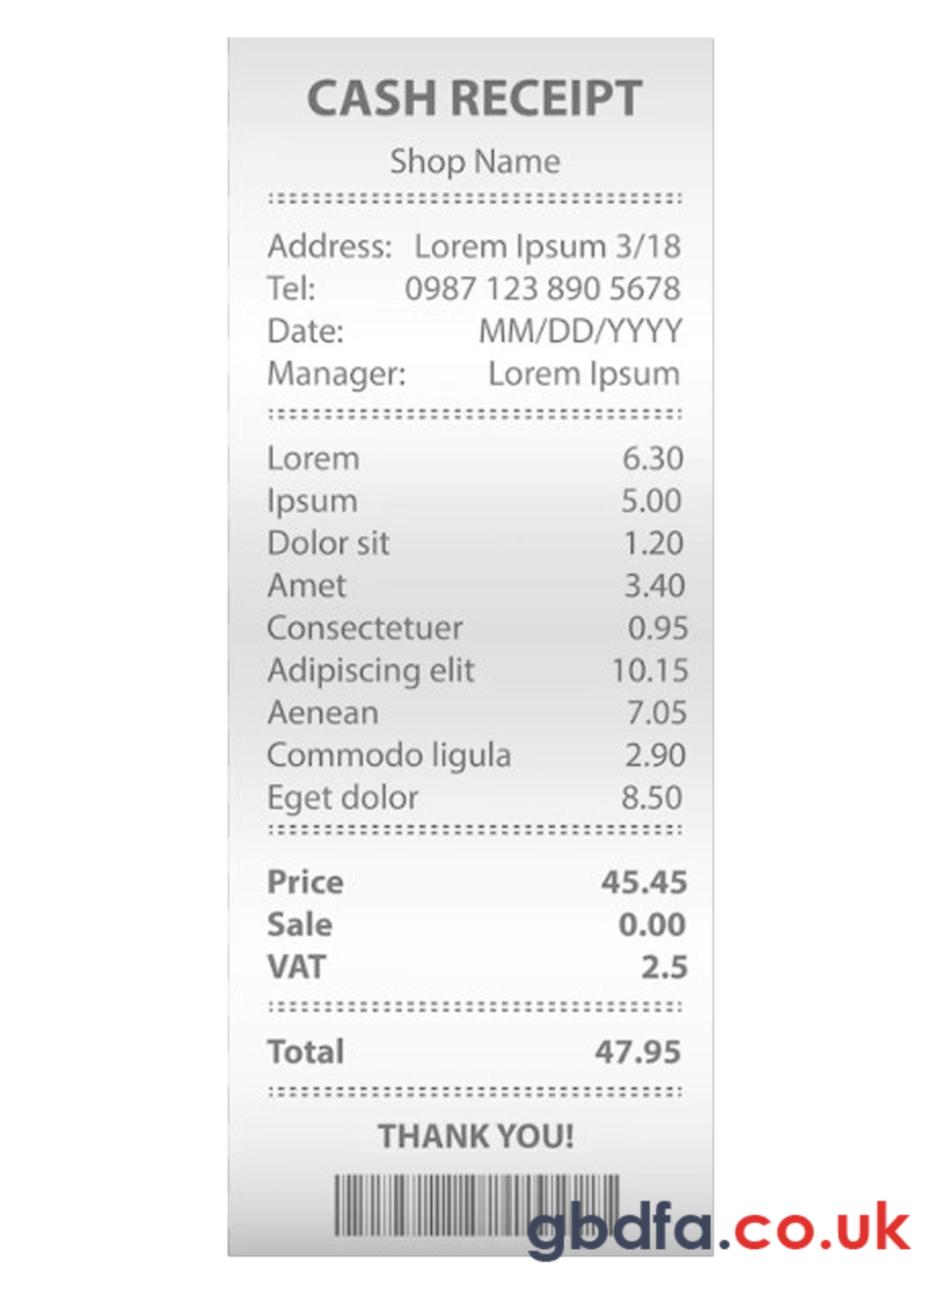 CASH RECEIPT
Shop Name
Address: Lorem Ipsum 3/18
Tel: 0987 123 890 5678
Date: MM/DD/YYYY
Manager: Lorem Ipsum
Lorem 6.30
Ipsum 5.00
Dolor sit 1.20
Amet 3.40
Consectetuer 0.95
Adipiscing elit 10.15
Aenean 7.05
Commodo ligula 2.90
Eget dolor 8.50
Price 45.45
Sale 0.00
VAT 2.5
Total 47.95
THANK YOU!
gbdfa.co.uk